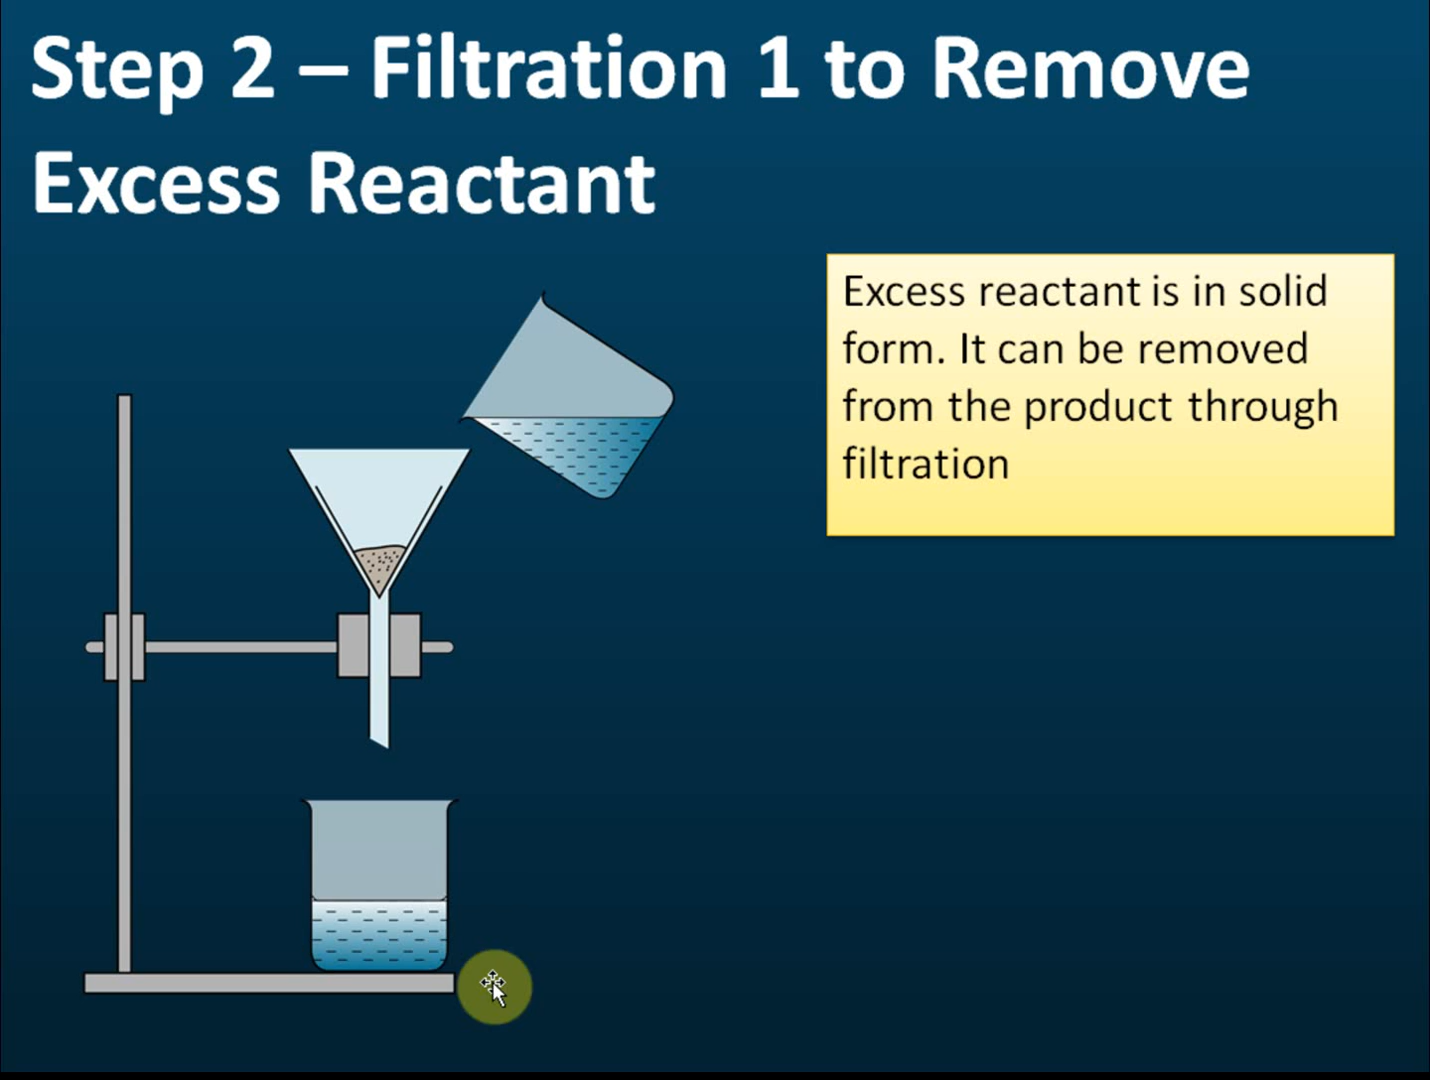 Step 2 – Filtration 1 to Remove
Excess Reactant
Excess reactant is in solid
form. It can be removed
from the product through
filtration